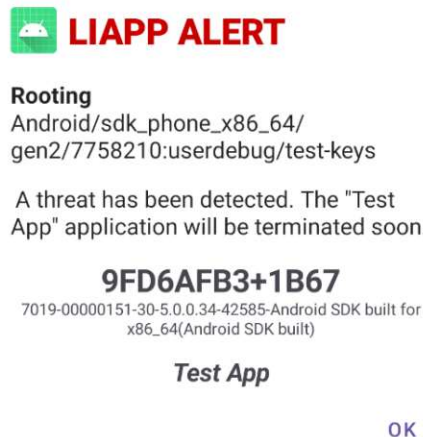 LIAPP ALERT
Rooting
Android/sdk_phone_x86_64/
gen2/7758210:userdebug/test-keys
A threat has been detected. The "Test
App" application will be terminated soon
9FD6AFB3+1B67
7019-00000151-30-5.0.0.34-42585-Android SDK built for
x86_64(Android SDK built)
Test App
OK